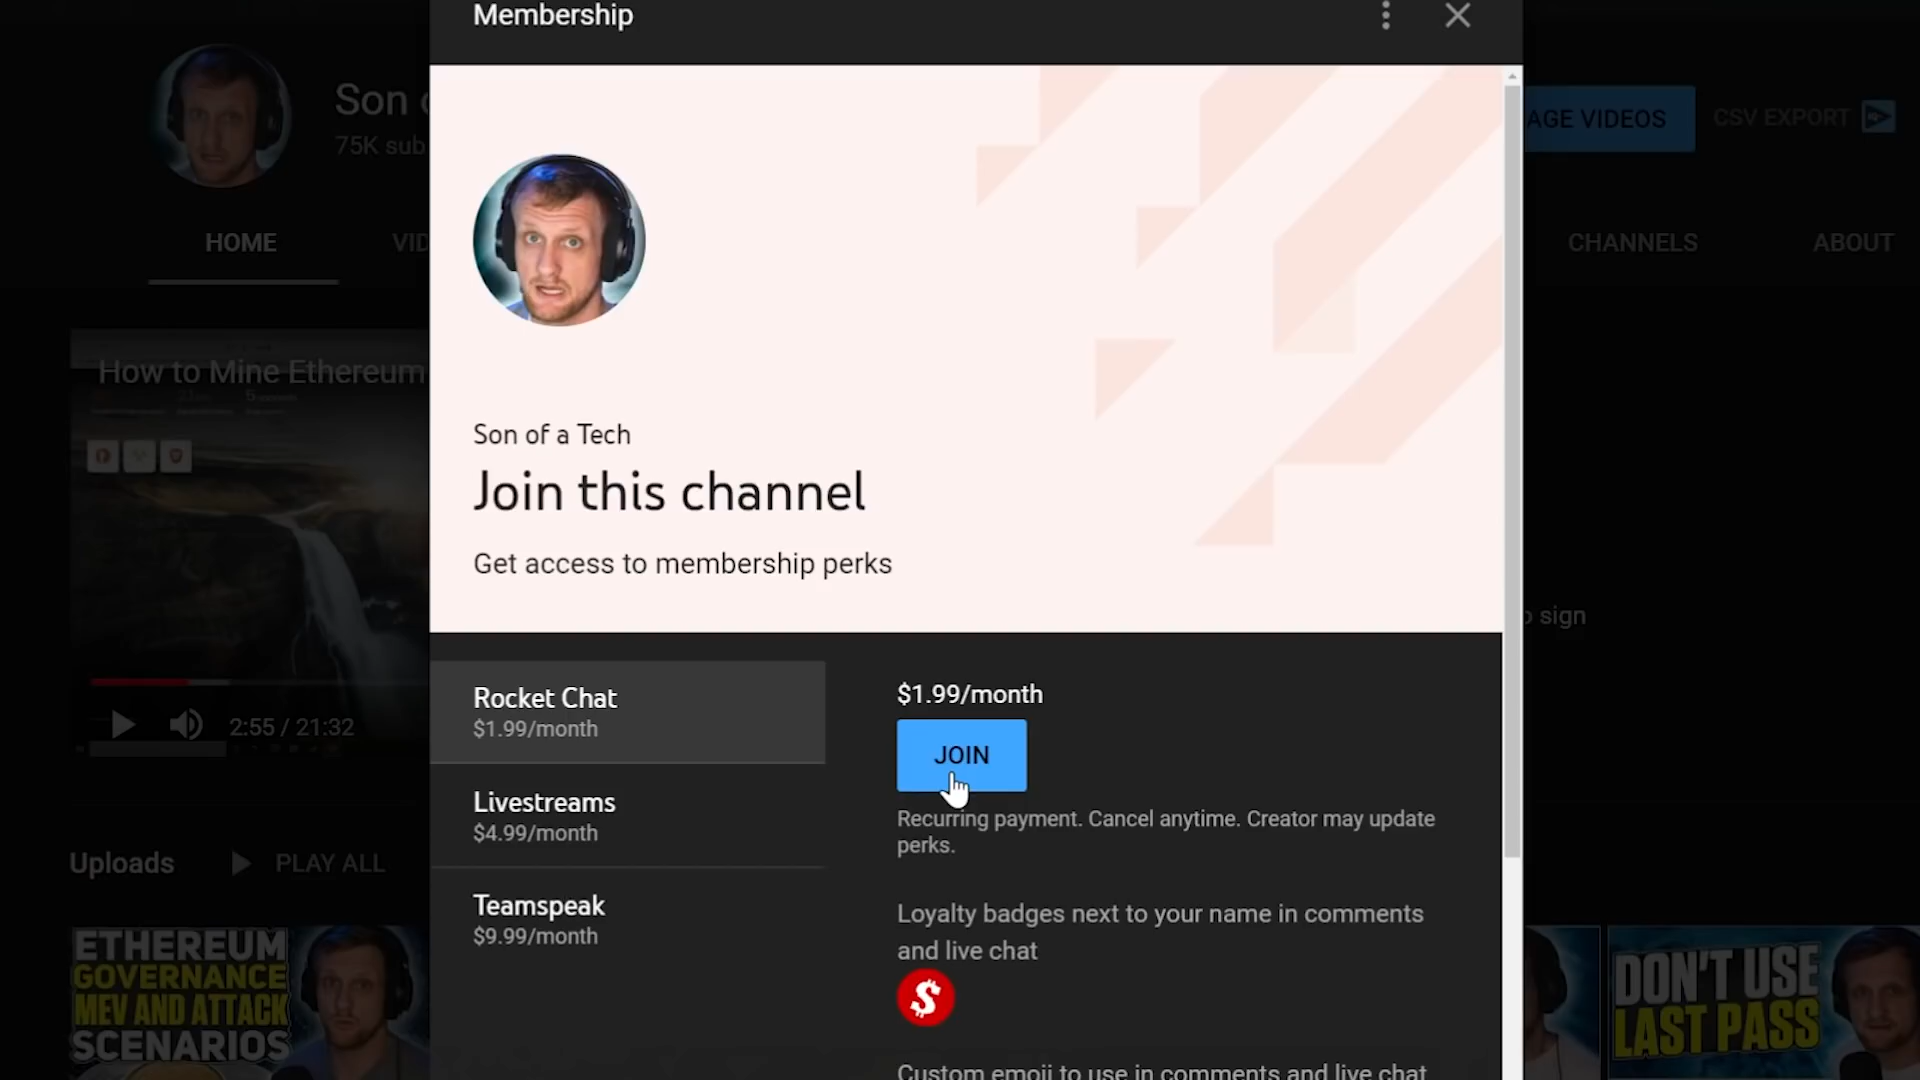 Membership
Son
75K sub
AGE VIDEOS
CSV EXPORT
HOME
VID
CHANNELS
ABOUT
How to Mine Ethereum
Son of a Tech
Join this channel
Get access to membership perks
sign
Rocket Chat
$1.99/month
$1.99/month
JOIN
2:55 / 21:32
Livestreams
$4.99/month
Recurring payment. Cancel anytime. Creator may update
perks.
Uploads
PLAY ALL
Teamspeak
$9.99/month
Loyalty badges next to your name in comments
and live chat
$
ETHEREUM
GOVERNANCE
MEV AND ATTACK
SCENARIOS
DON'T USE
LAST PASS
Custom emoji to use in comments and live chat